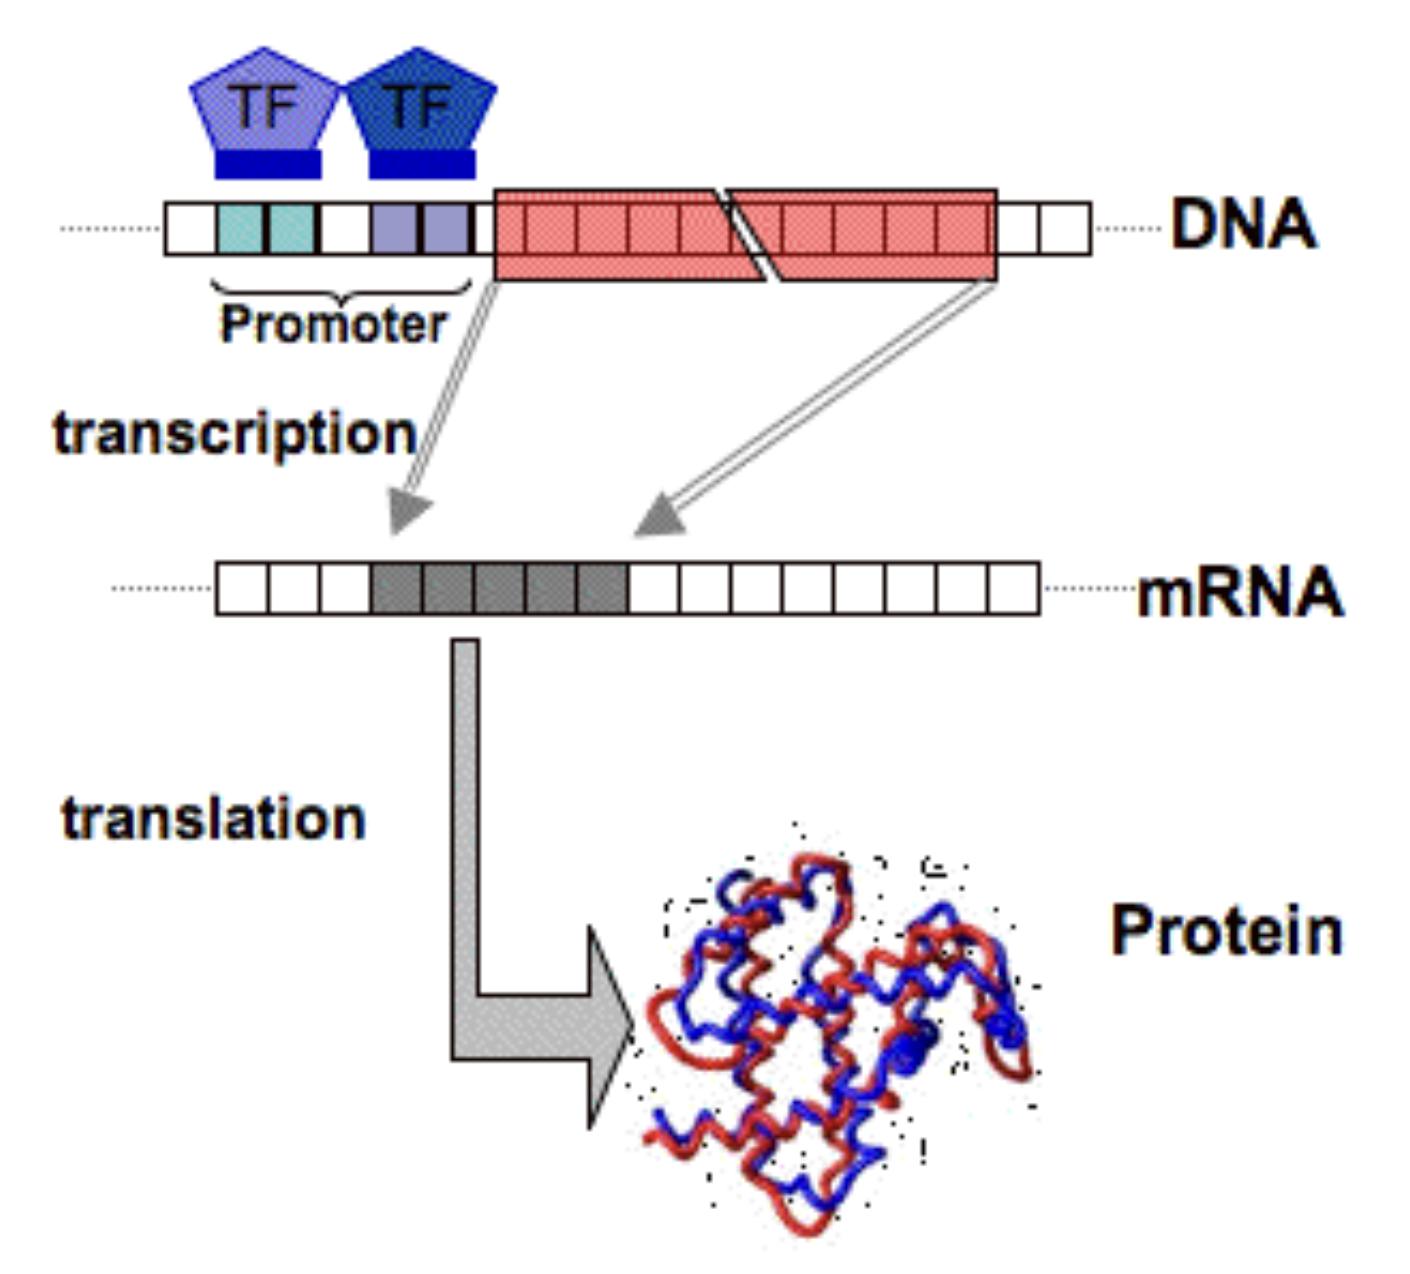 TF TF
DNA
Promoter
transcription
mRNA
translation
Protein